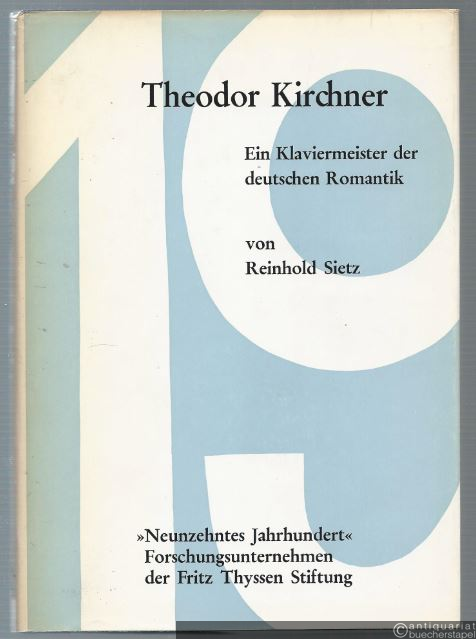 19
Theodor Kirchner
Ein Klaviermeister der
deutschen Romantik
von
Reinhold Sietz
»Neunzehntes Jahrhundert«
Forschungsunternehmen
der Fritz Thyssen Stiftung
antiquariat
buecherstapel